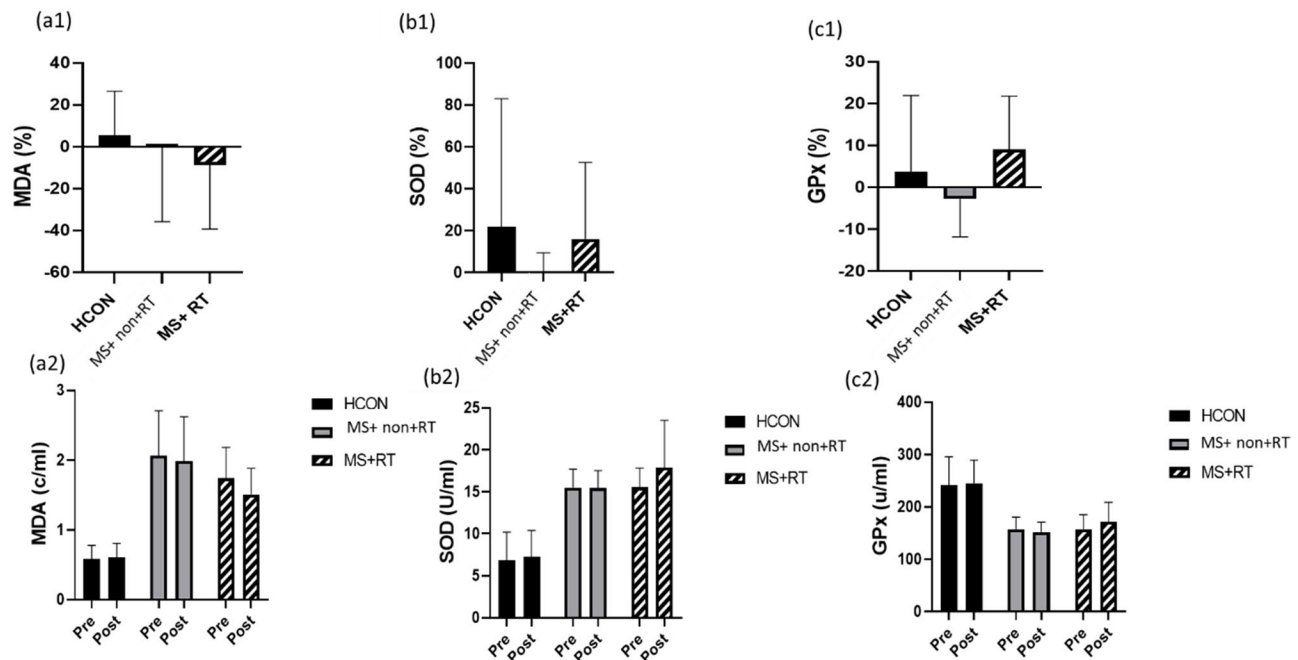 (a1)
MDA (%)
40
20
0
-20
-40
-60
HCON
MS+ non+RT
MS+ RT
(b1)
SOD (%)
100
80
60
40
20
0
HCON
MS+ non+RT
MS+RT
(c1)
GPx (%)
30
20
10
0
-10
-20
HCON
MS+ non+RT
MS+RT
(a2)
MDA (c/ml)
3
2
1
0
Pre
Post
Pre
Post
Pre
Post
HCON
MS+ non+RT
MS+RT
(b2)
SOD (U/ml)
25
20
15
10
5
0
Pre
Post
Pre
Post
Pre
Post
HCON
MS+ non+RT
MS+RT
(c2)
GPx (u/ml)
400
300
200
100
0
Pre
Post
Pre
Post
Pre
Post
HCON
MS+ non+RT
MS+RT